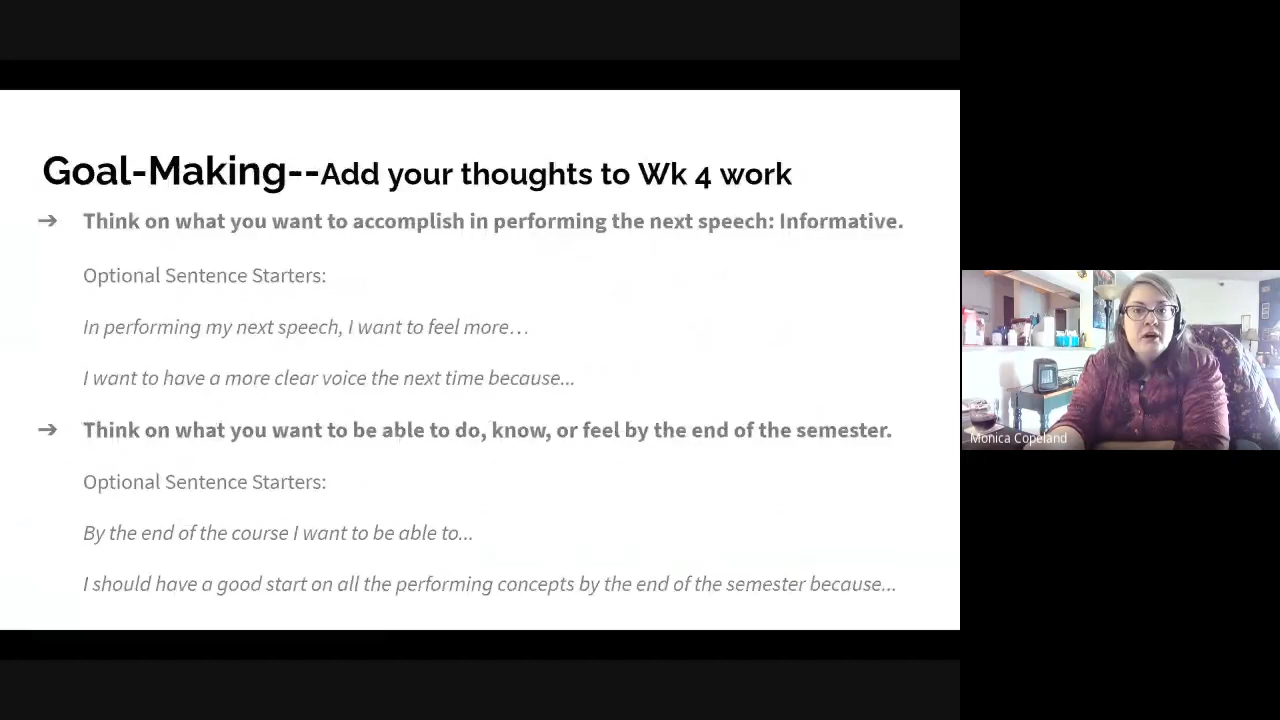 Goal-Making--Add your thoughts to Wk 4 work
➔ Think on what you want to accomplish in performing the next speech: Informative.
Optional Sentence Starters:
In performing my next speech, I want to feel more…
I want to have a more clear voice the next time because...
➔ Think on what you want to be able to do, know, or feel by the end of the semester.
Optional Sentence Starters:
By the end of the course I want to be able to...
I should have a good start on all the performing concepts by the end of the semester because...
Monica Copeland